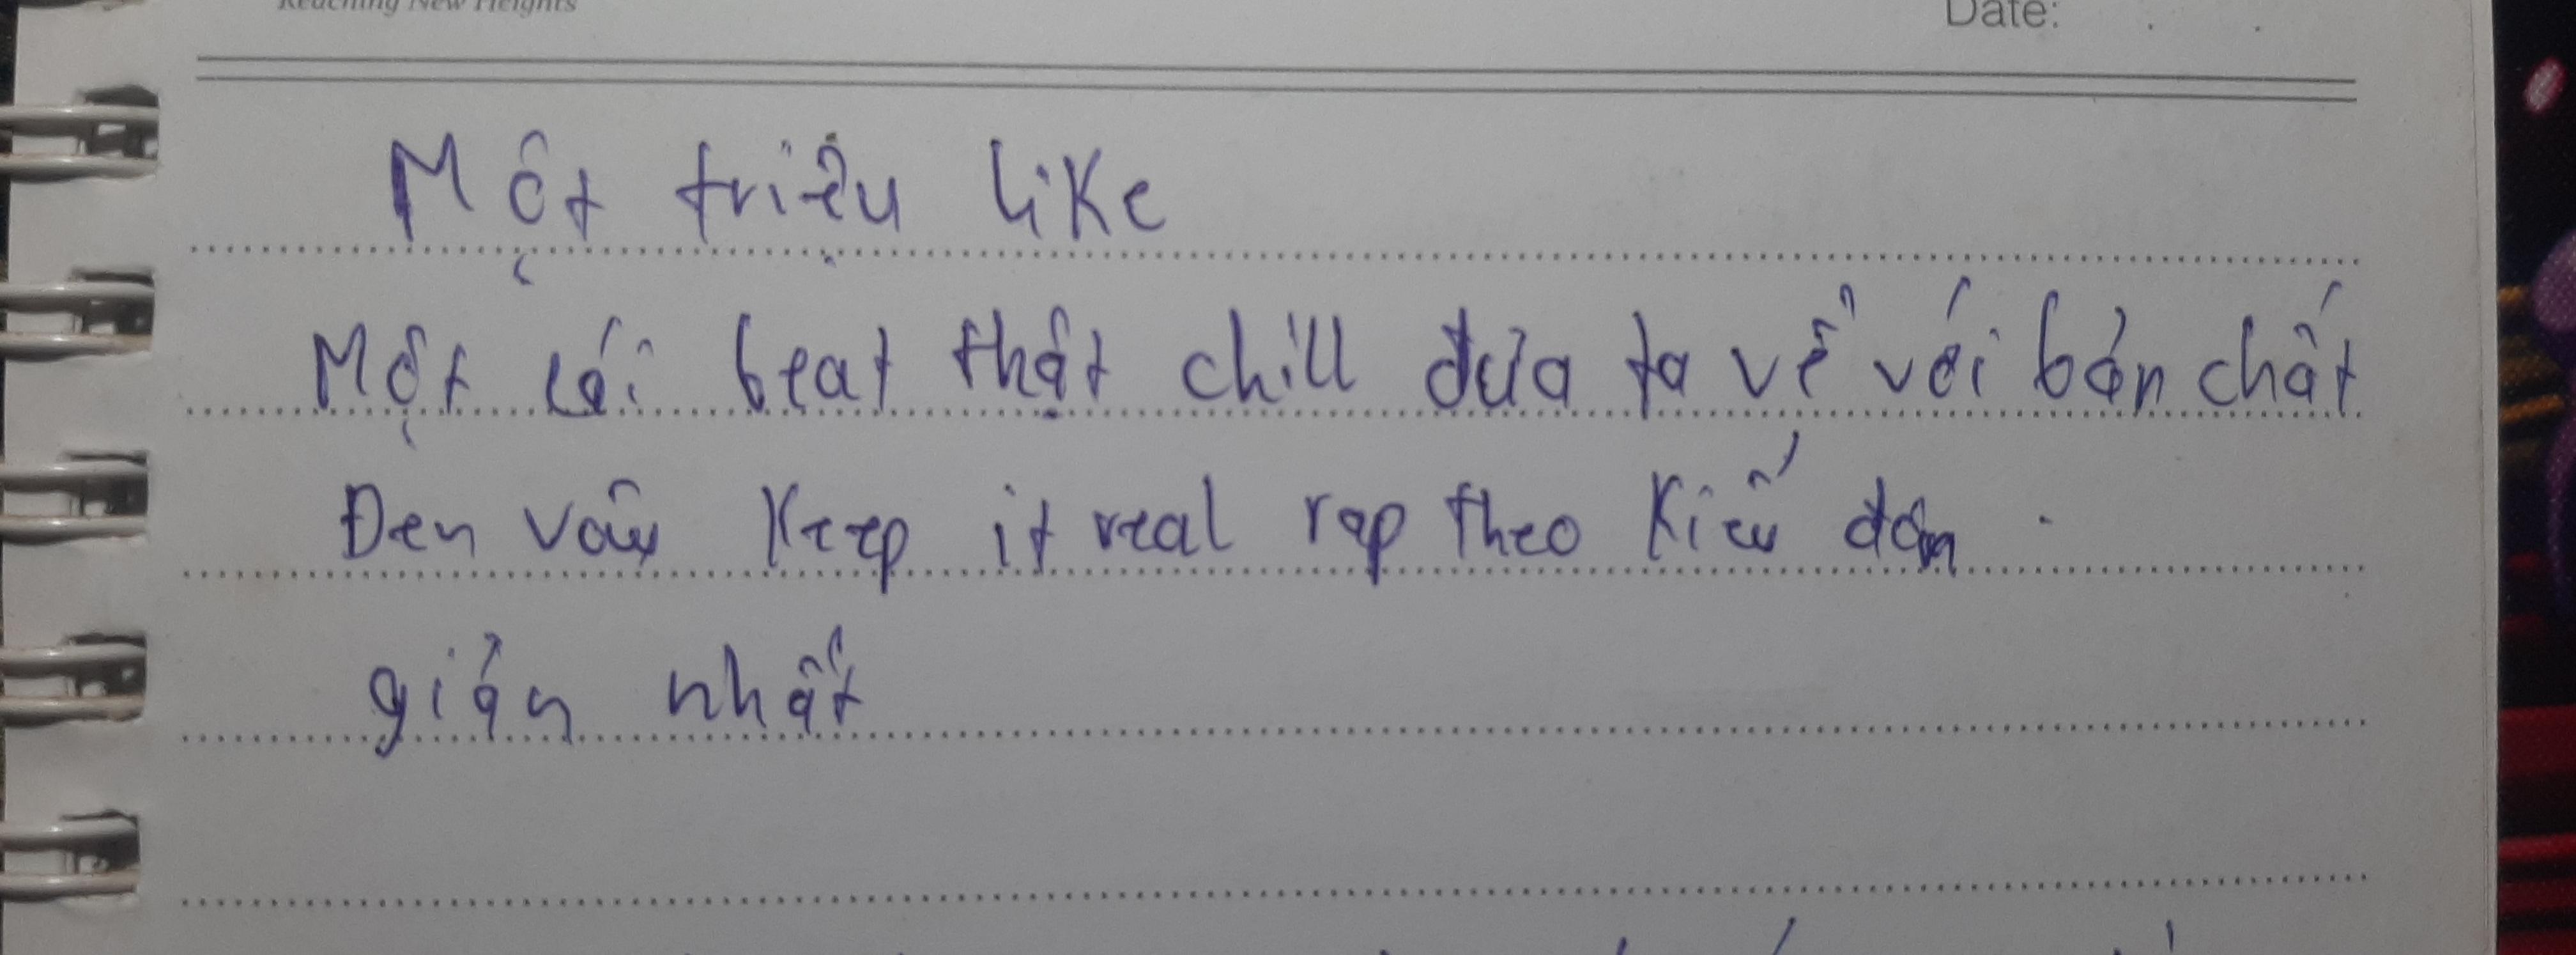 Reaching New Heights
Date:
Một triệu like
Một cái beat thật chill đưa ta về với bản chất
Đen vâu Keep it real rap theo kiểu đơn
giản nhất